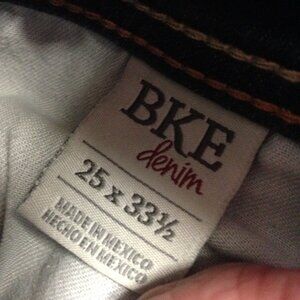 BKE
denim
25 x 33½
MADE IN MEXICO
HECHO EN MEXICO